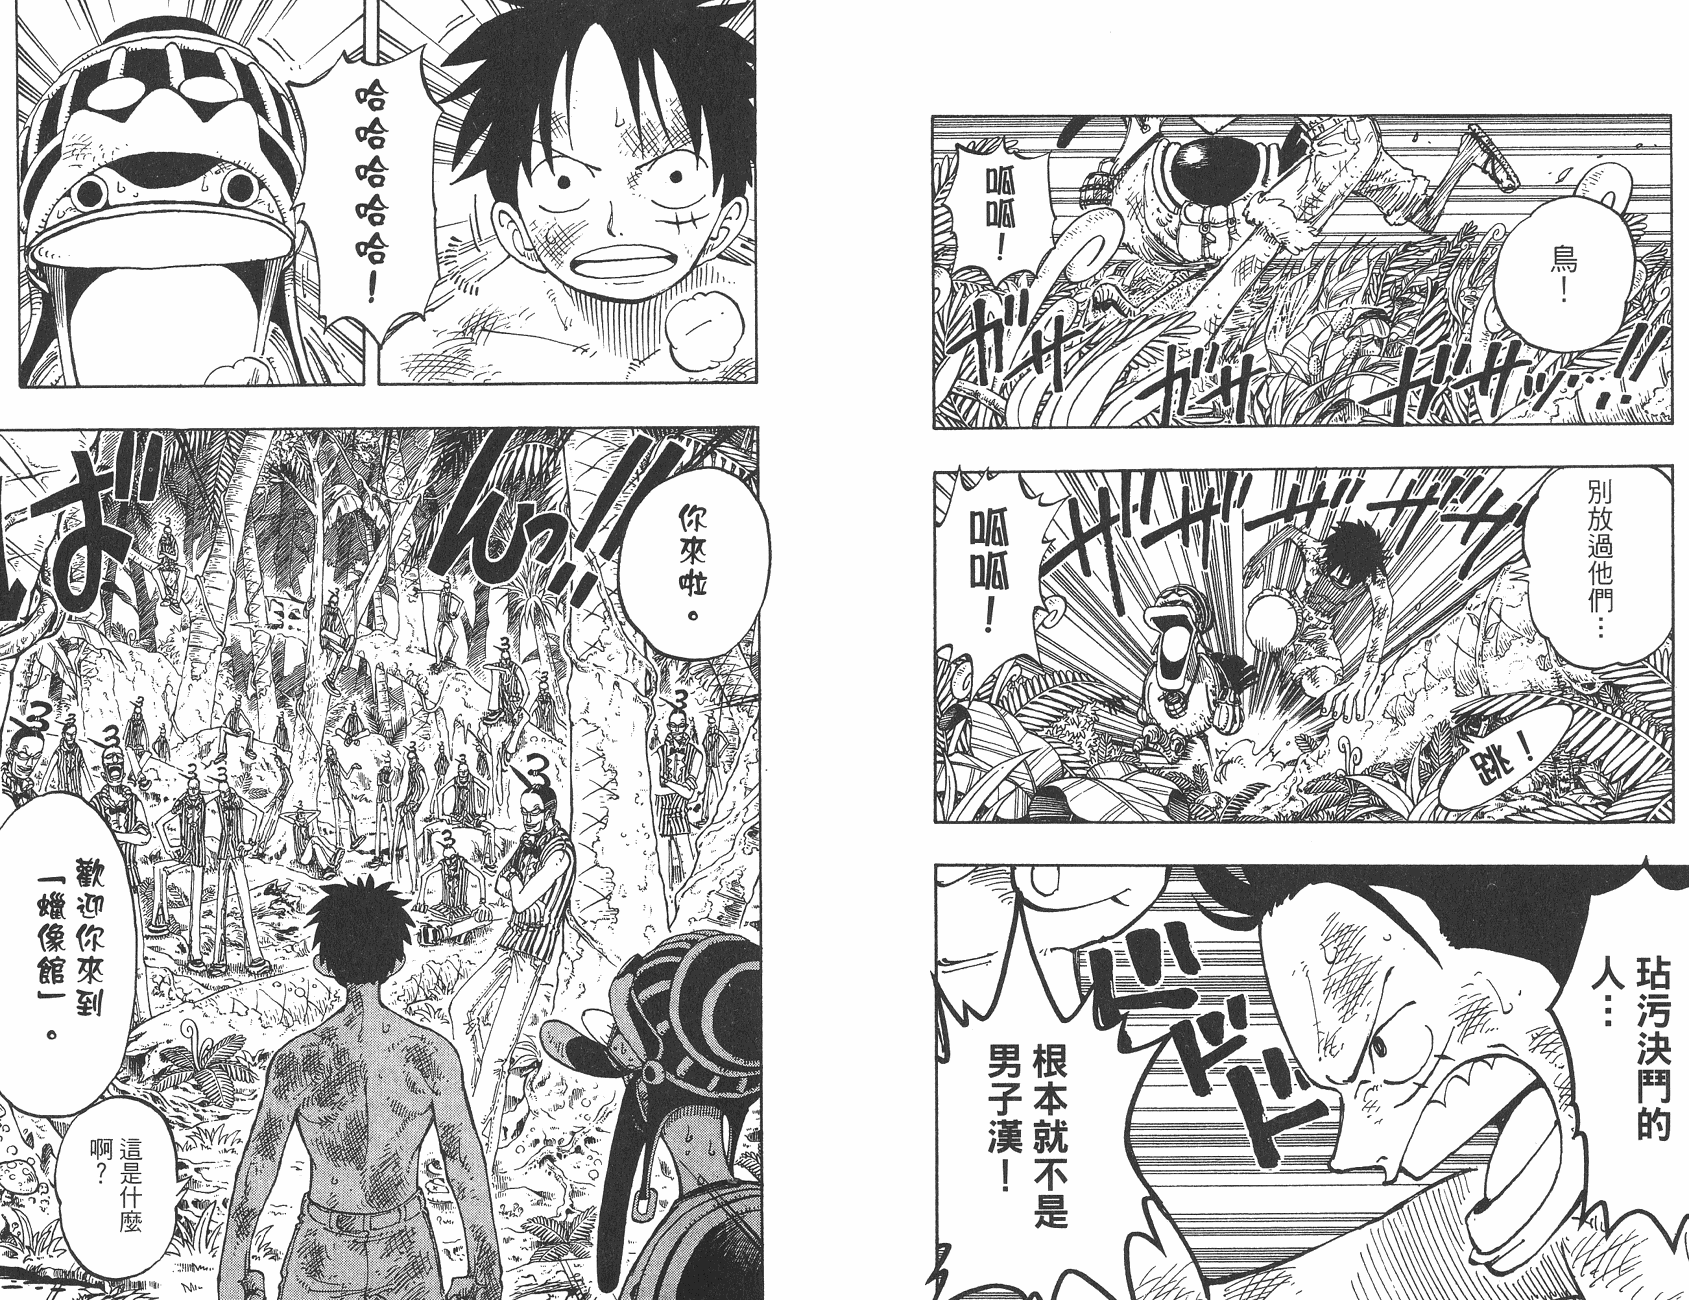 鳥！
呱呱！
ガサ
ガサ
ガサッ…!!
別放過他們…
呱呱！
ザザザザザザ
跳！
玷污決鬥的
人…
根本就不是
男子漢！
ドドド
哈哈哈哈哈！
你來啦。
ばんっ!!
歡迎你來到
「蠟像館」。
這是什麼
啊？